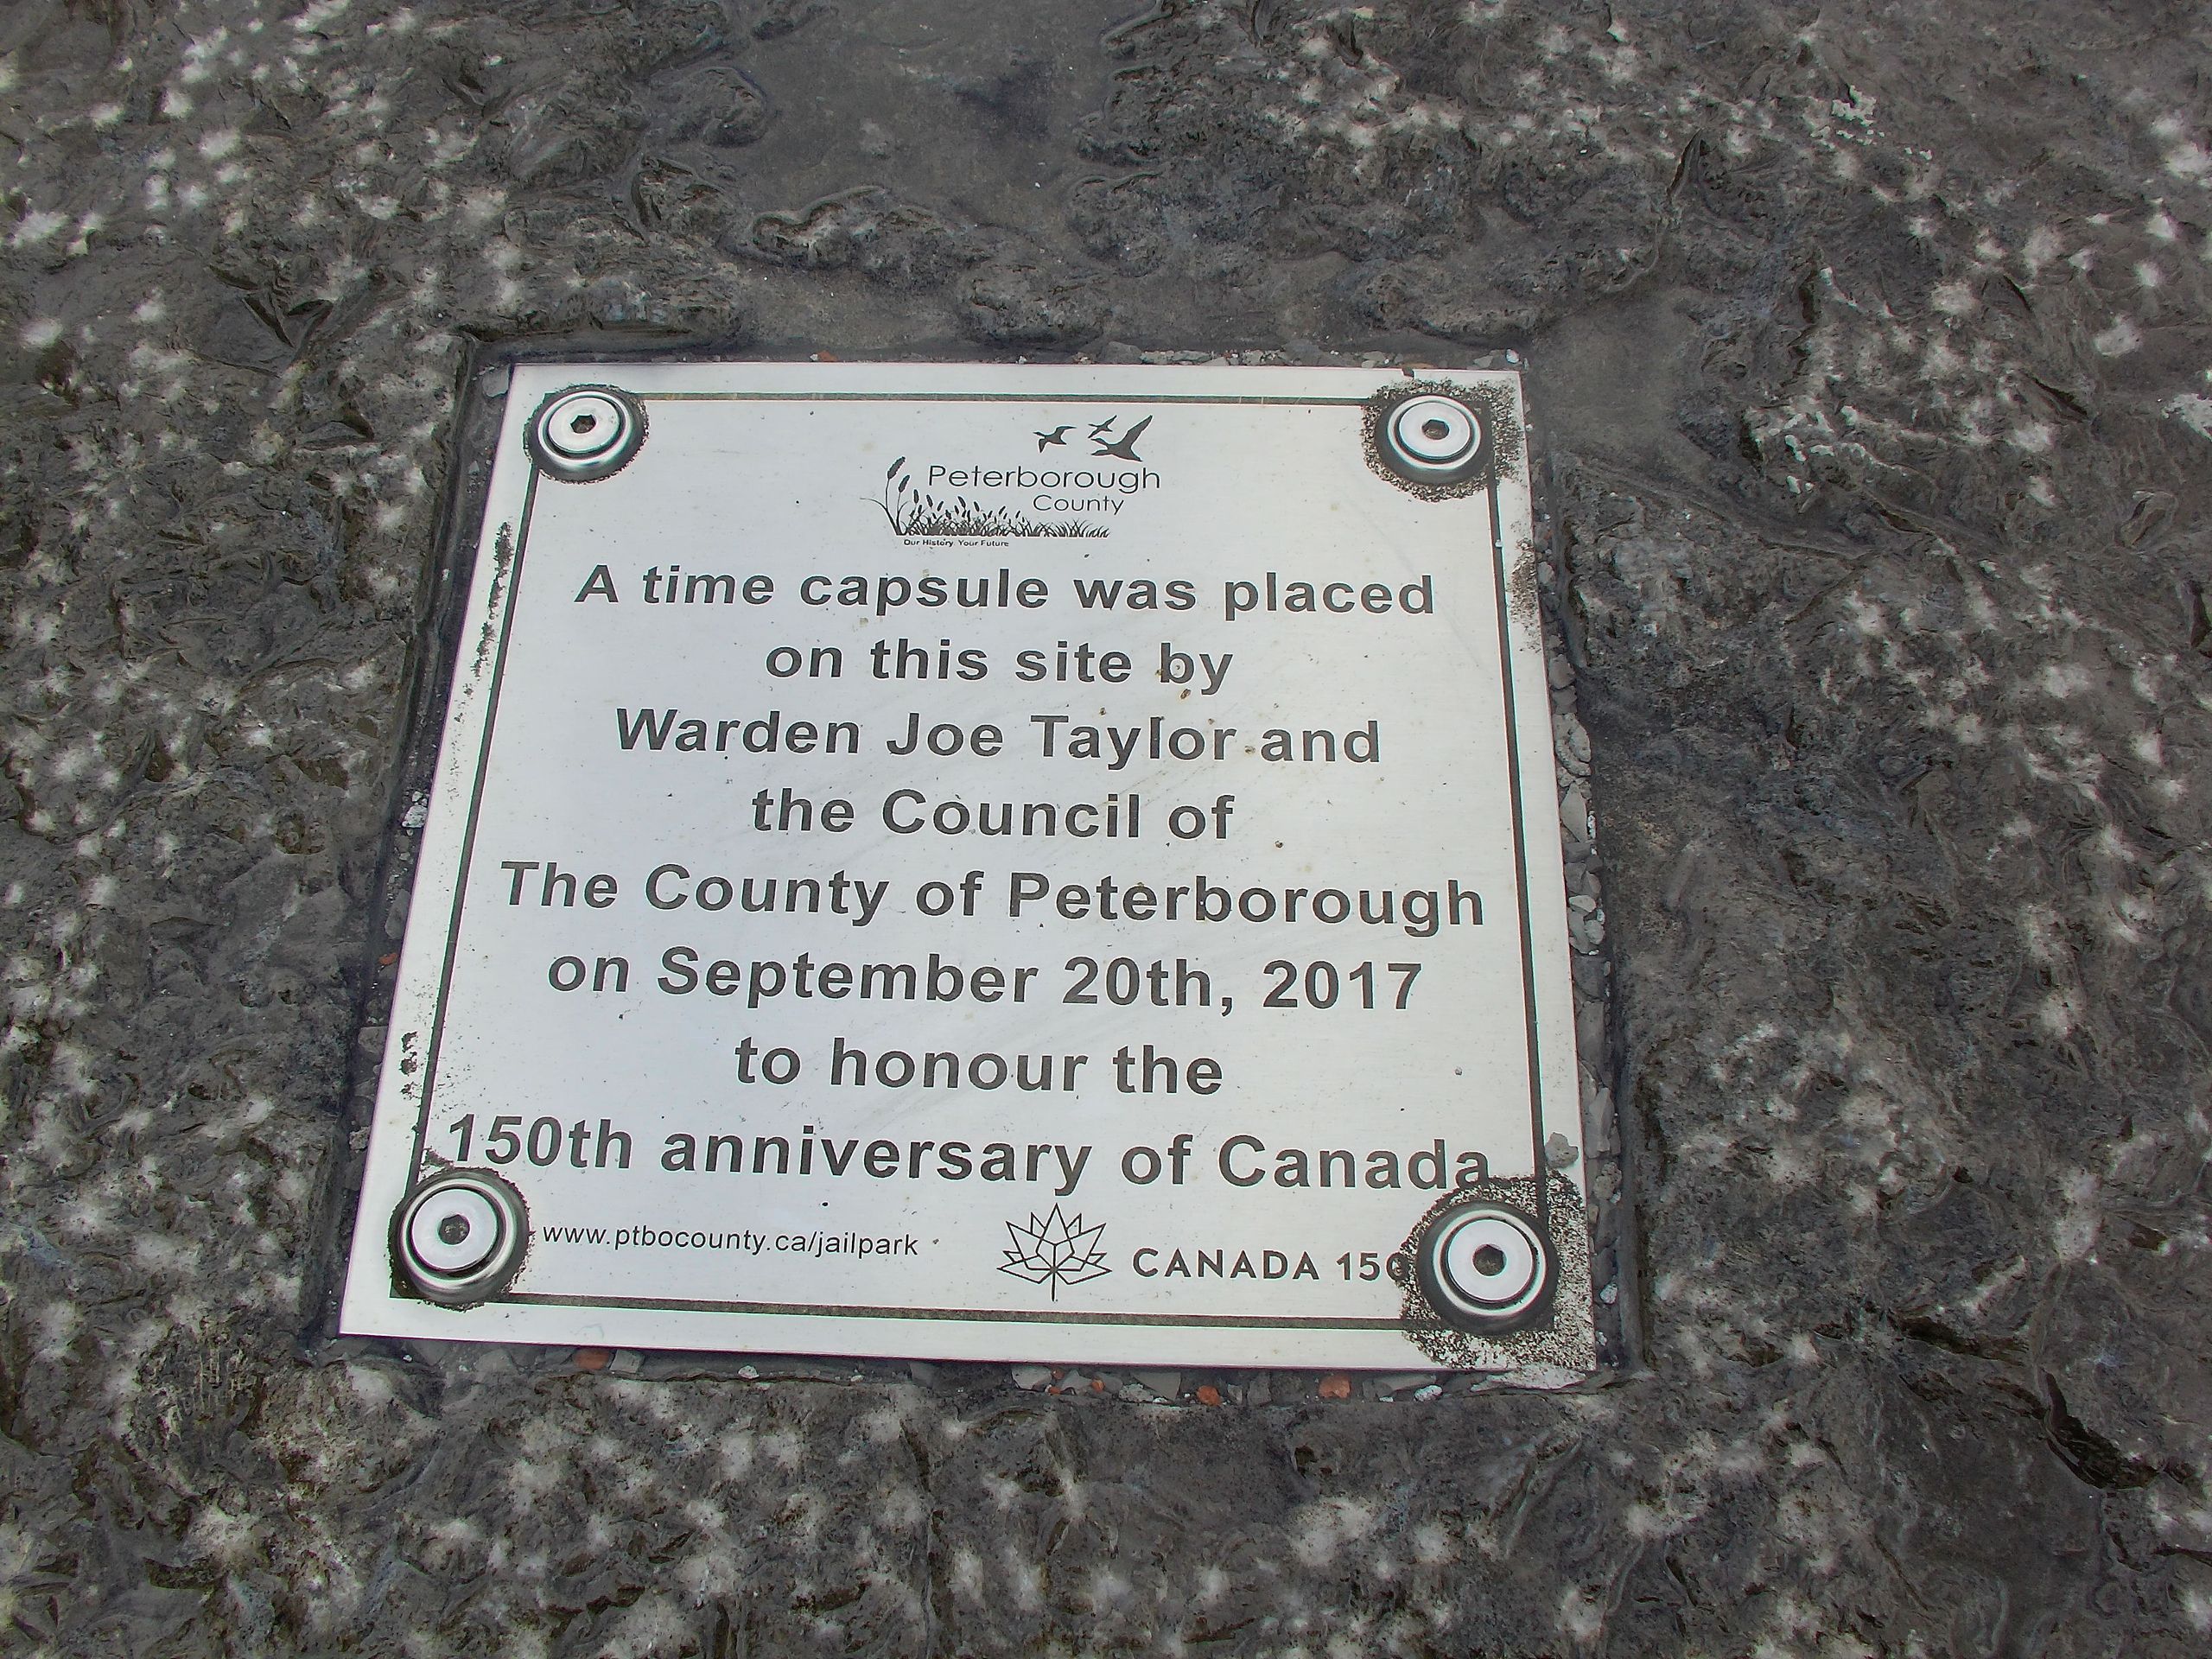 Peterborough
County
Our History. Your Future
A time capsule was placed
on this site by
Warden Joe Taylor and
the Council of
The County of Peterborough
on September 20th, 2017
to honour the
150th anniversary of Canada
www.ptbocounty.ca/jailpark
CANADA 150